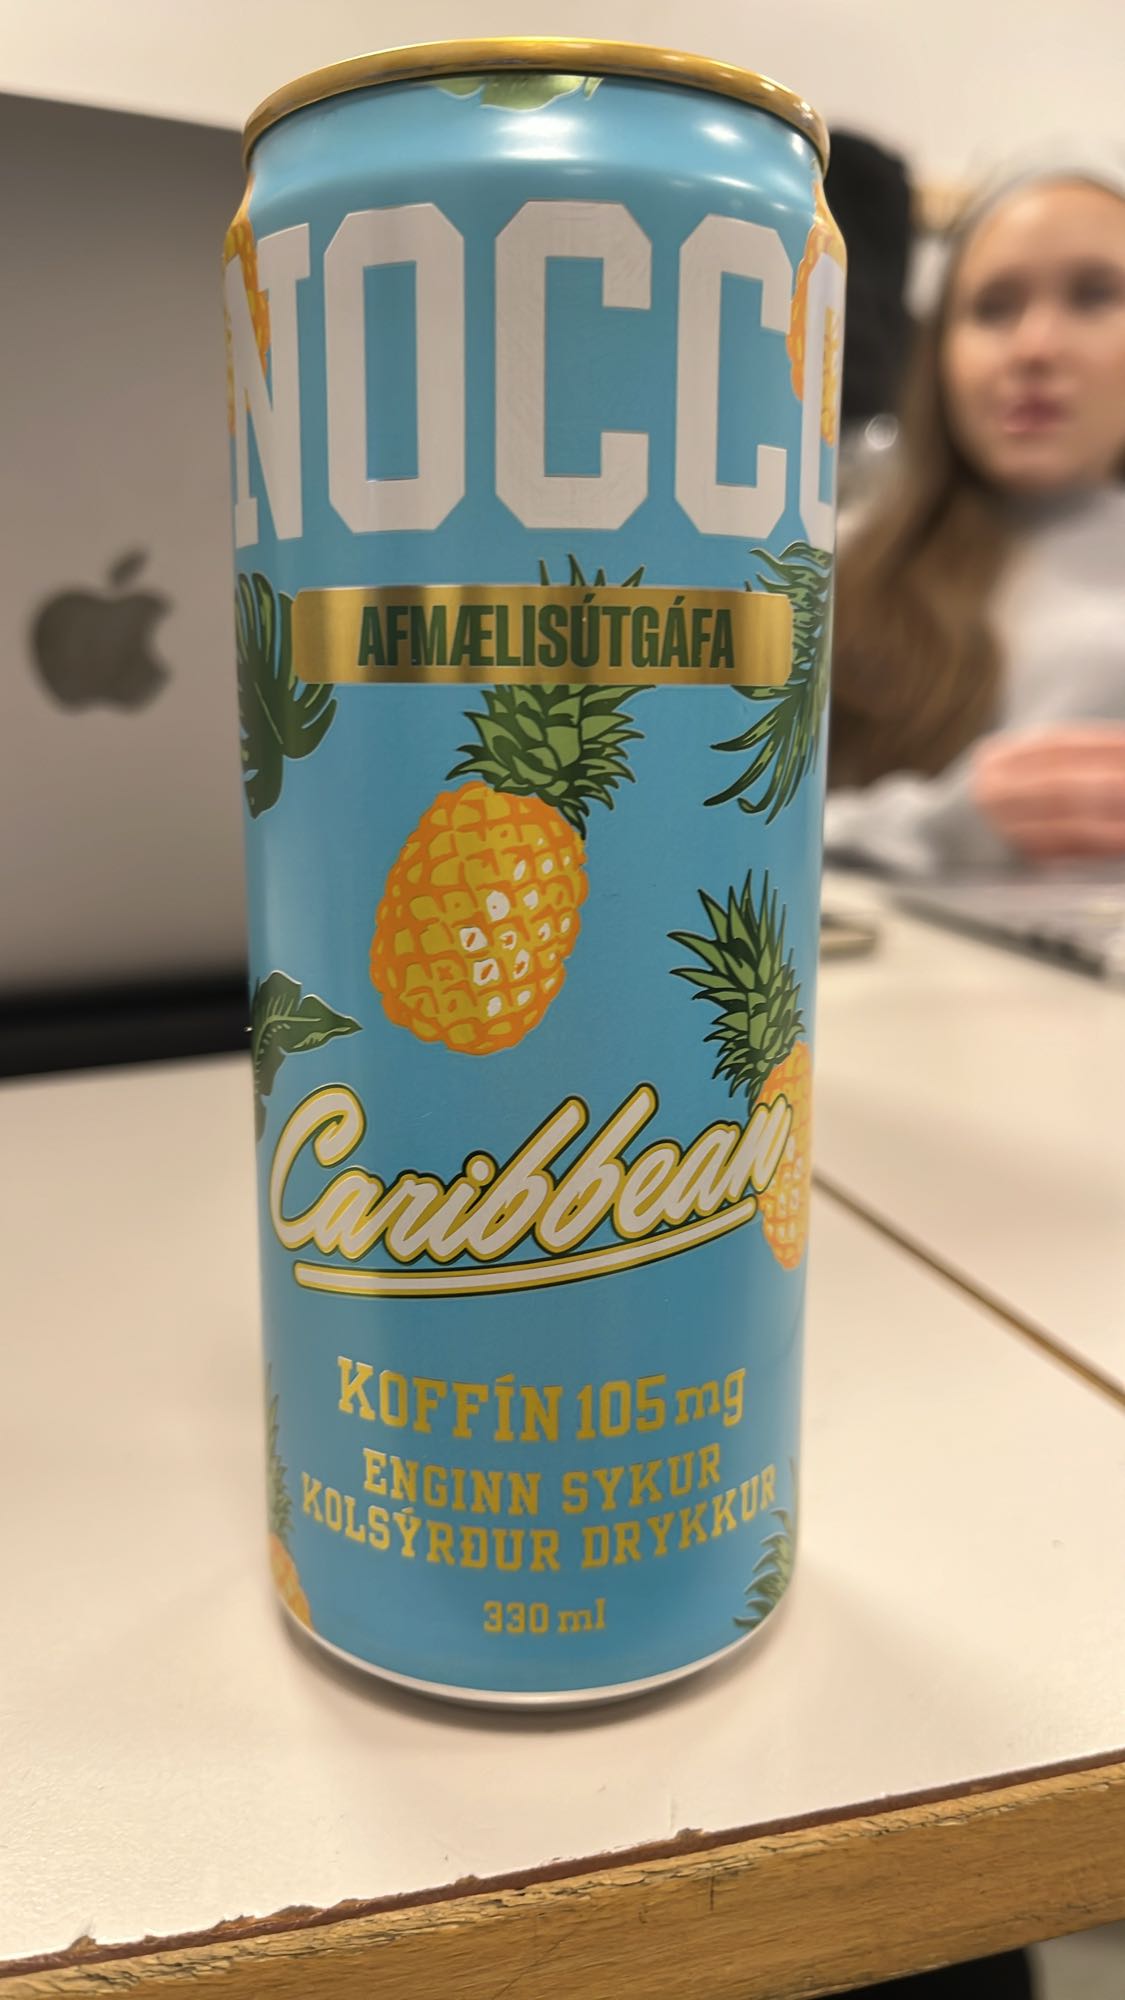 NOCCO
AFMÆLISÚTGÁFA
Caribbean
KOFFÍN 105 mg
ENGINN SYKUR
KOLSÝRÐUR DRYKKUR
330 ml